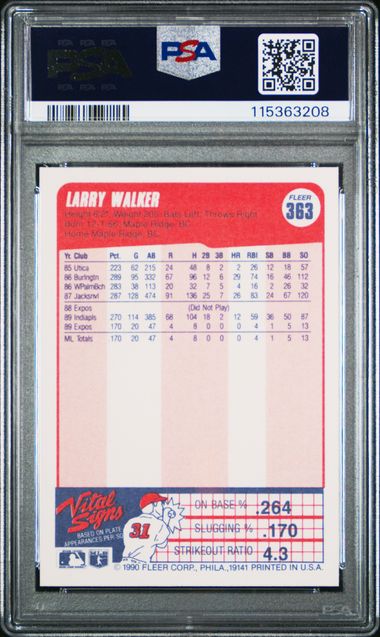 PSA
PSA
115363208
LARRY WALKER
FLEER
363
Height 6'2", Weight 205, Bats Left, Throws Right
Born 12-1-66, Maple Ridge, BC
Home Maple Ridge, BC
Yr. Club Pct. G AB R H 2B 3B HR RBI SB BB SO
85 Utica 223 62 215 24 48 8 2 2 26 12 18 57
86 Burlingtn 289 95 332 67 96 12 6 29 74 16 46 112
86 WPalmBch 283 38 113 20 32 7 5 4 16 2 26 32
87 Jacksnvl 287 128 474 91 136 25 7 26 83 24 67 120
88 Expos (Did Not Play)
89 Indiapls 270 114 385 68 104 18 2 12 59 36 50 87
89 Expos 170 20 47 4 8 0 0 0 4 1 5 13
ML Totals 170 20 47 4 8 0 0 0 4 1 5 13
Vital Signs
BASED ON PLATE
APPEARANCES PER/SO
31
ON BASE % .264
SLUGGING % .170
STRIKEOUT RATIO 4.3
© 1990 FLEER CORP., PHILA., 19141 PRINTED IN U.S.A.
PSA
PSA